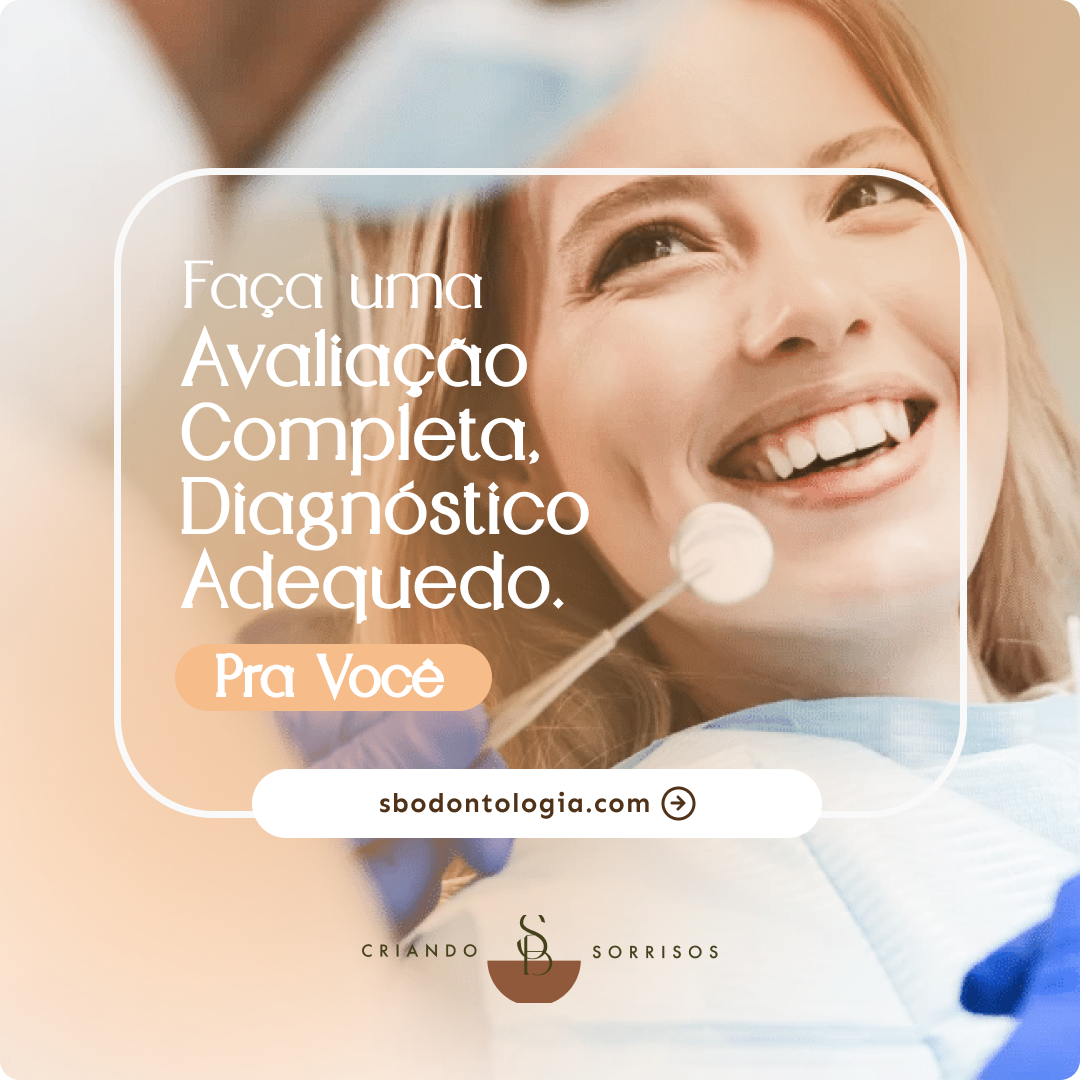 Faça uma
Avaliação
Completa,
Diagnóstico
Adequedo.
Pra Você
sbodontologia.com
CRIANDO SB SORRISOS